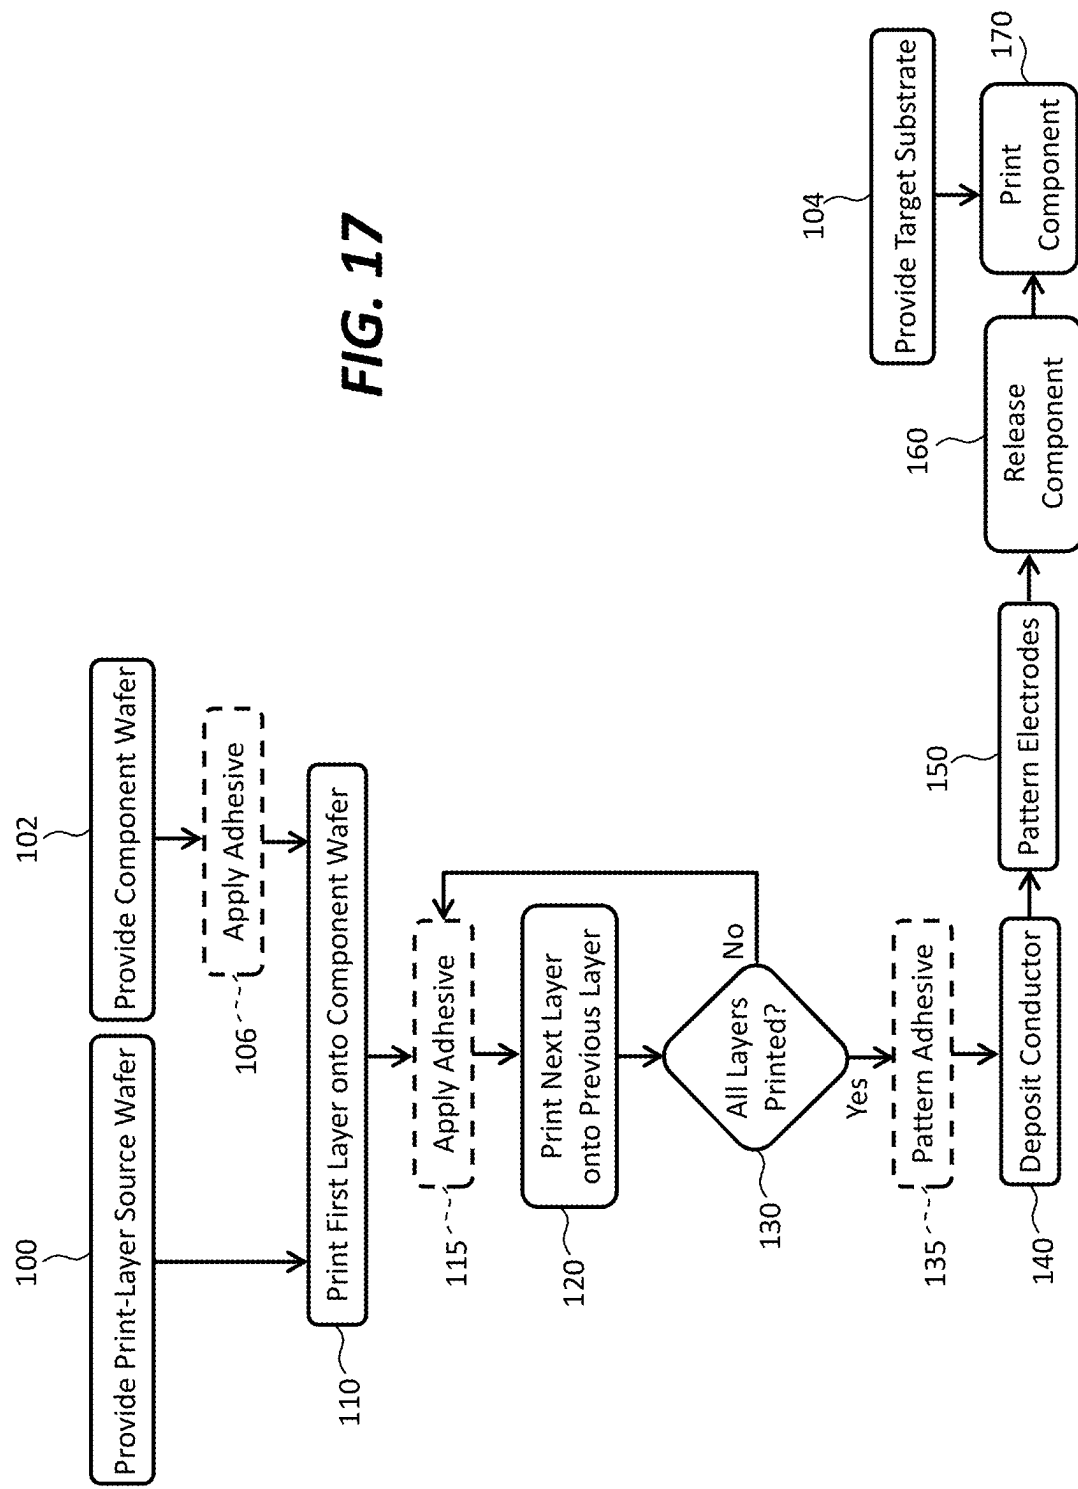 100
Provide Print-Layer Source Wafer
102
Provide Component Wafer
106
Apply Adhesive
110
Print First Layer onto Component Wafer
FIG. 17
115
Apply Adhesive
120
Print Next Layer
onto Previous Layer
130
All Layers
Printed?
No
Yes
135
Pattern Adhesive
140
Deposit Conductor
150
Pattern Electrodes
160
Release
Component
104
Provide Target Substrate
170
Print
Component